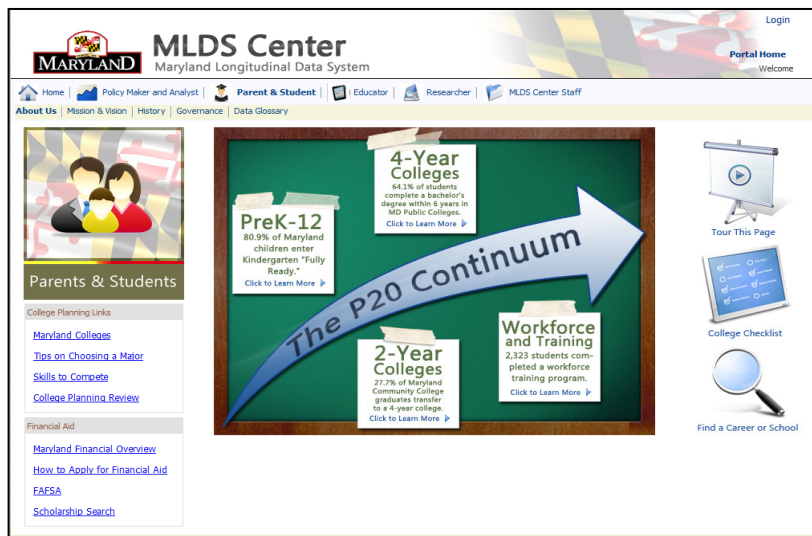 Login
MARYLAND
MLDS Center
Maryland Longitudinal Data System
Portal Home
Welcome
Home | Policy Maker and Analyst | Parent & Student | Educator | Researcher | MLDS Center Staff
About Us | Mission & Vision | History | Governance | Data Glossary
Parents & Students
College Planning Links
Maryland Colleges
Tips on Choosing a Major
Skills to Compete
College Planning Review
Financial Aid
Maryland Financial Overview
How to Apply for Financial Aid
FAFSA
Scholarship Search
4-Year
Colleges
64.1% of students
complete a bachelor's
degree within 6 years in
MD Public Colleges.
Click to Learn More
PreK-12
80.9% of Maryland
children enter
Kindergarten "Fully
Ready."
Click to Learn More
The P20 Continuum
2-Year
Colleges
27.7% of Maryland
Community College
graduates transfer
to a 4-year college.
Click to Learn More
Workforce
and Training
2,323 students com-
pleted a workforce
training program.
Click to Learn More
Tour This Page
College Checklist
Find a Career or School